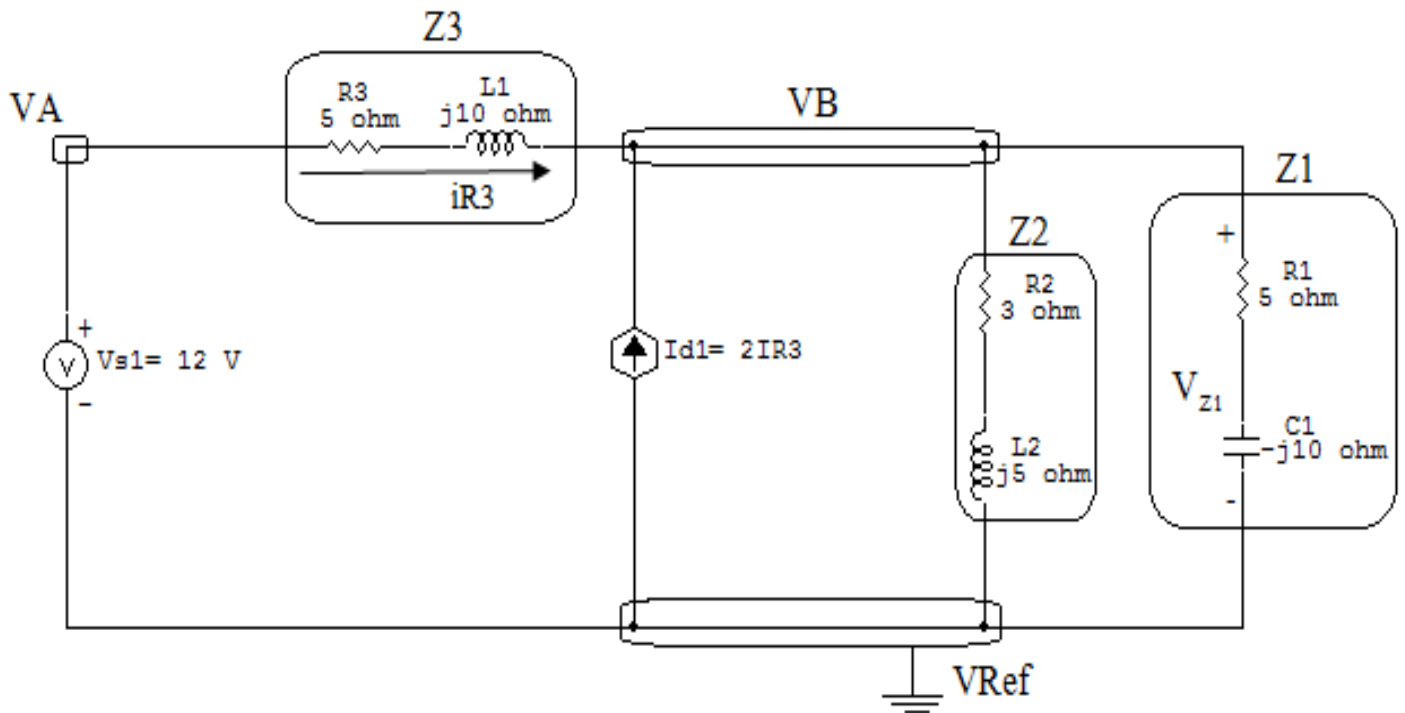 Z3
R3
5 ohm
L1
j10 ohm
iR3
VA
VB
Z1
Z2
+
R1
5 ohm
R2
3 ohm
+
V
-
Vs1= 12 V
Id1= 2IR3
VZ1
C1
-j10 ohm
-
L2
j5 ohm
VRef